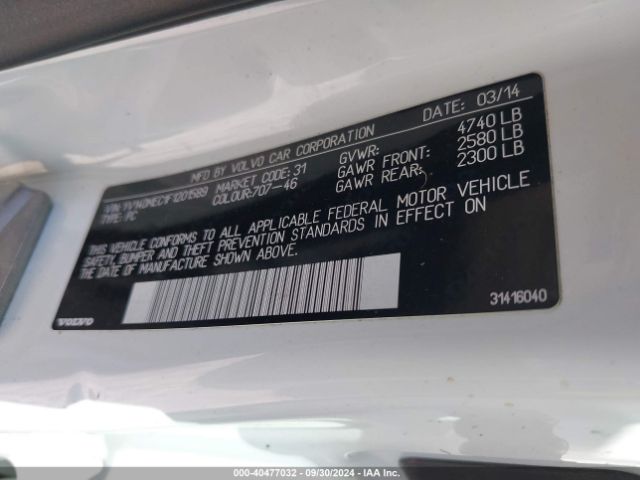 MFD BY VOLVO CAR CORPORATION DATE: 03/14
VIN: YV140MEC1F1201589 MARKET CODE: 31 GVWR: 4740 LB
TYPE: PC COLOUR:707-46 GAWR FRONT: 2580 LB
GAWR REAR: 2300 LB
THIS VEHICLE CONFORMS TO ALL APPLICABLE FEDERAL MOTOR VEHICLE
SAFETY, BUMPER AND THEFT PREVENTION STANDARDS IN EFFECT ON
THE DATE OF MANUFACTURE SHOWN ABOVE.
VOLVO 31416040
000-40477032 - 09/30/2024 - IAA Inc.